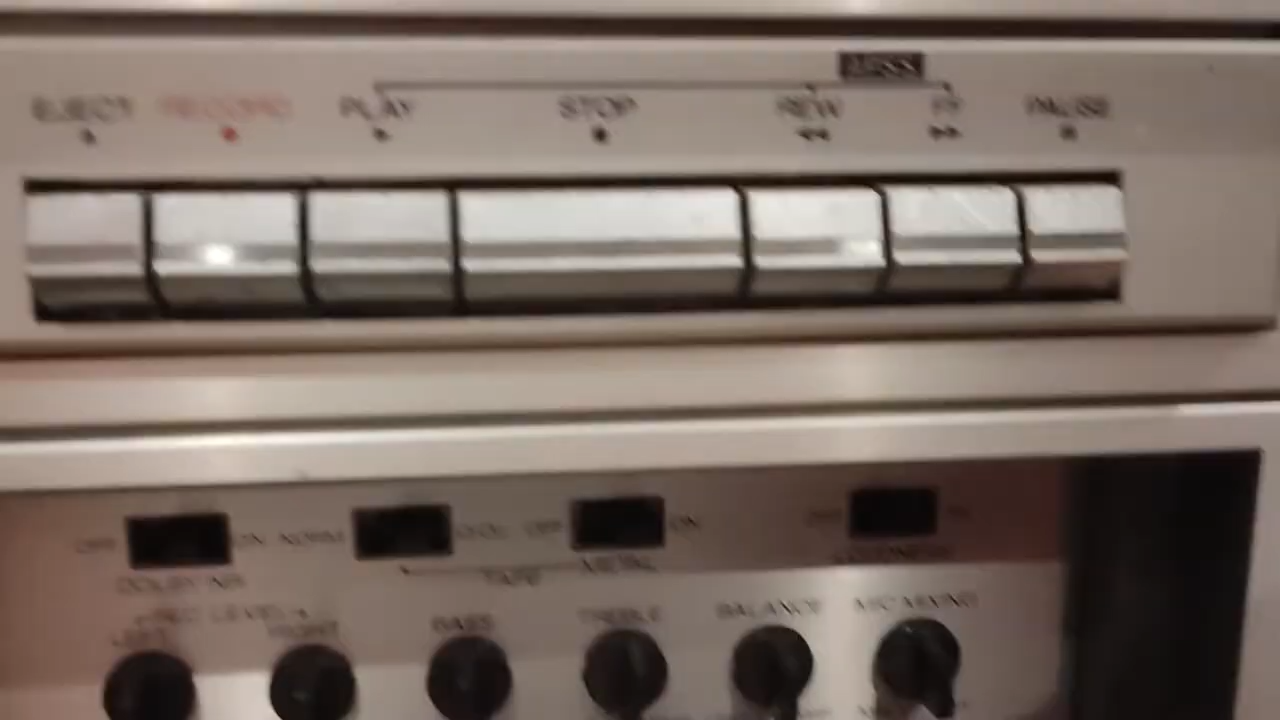 EJECT RECORD PLAY STOP REW FF PAUSE
OFF ON NORM OFF ON
DOLBY NR TAPE METAL LOUDNESS
REC LEVEL
LEFT RIGHT BASS TREBLE BALANCE MIC MIXING